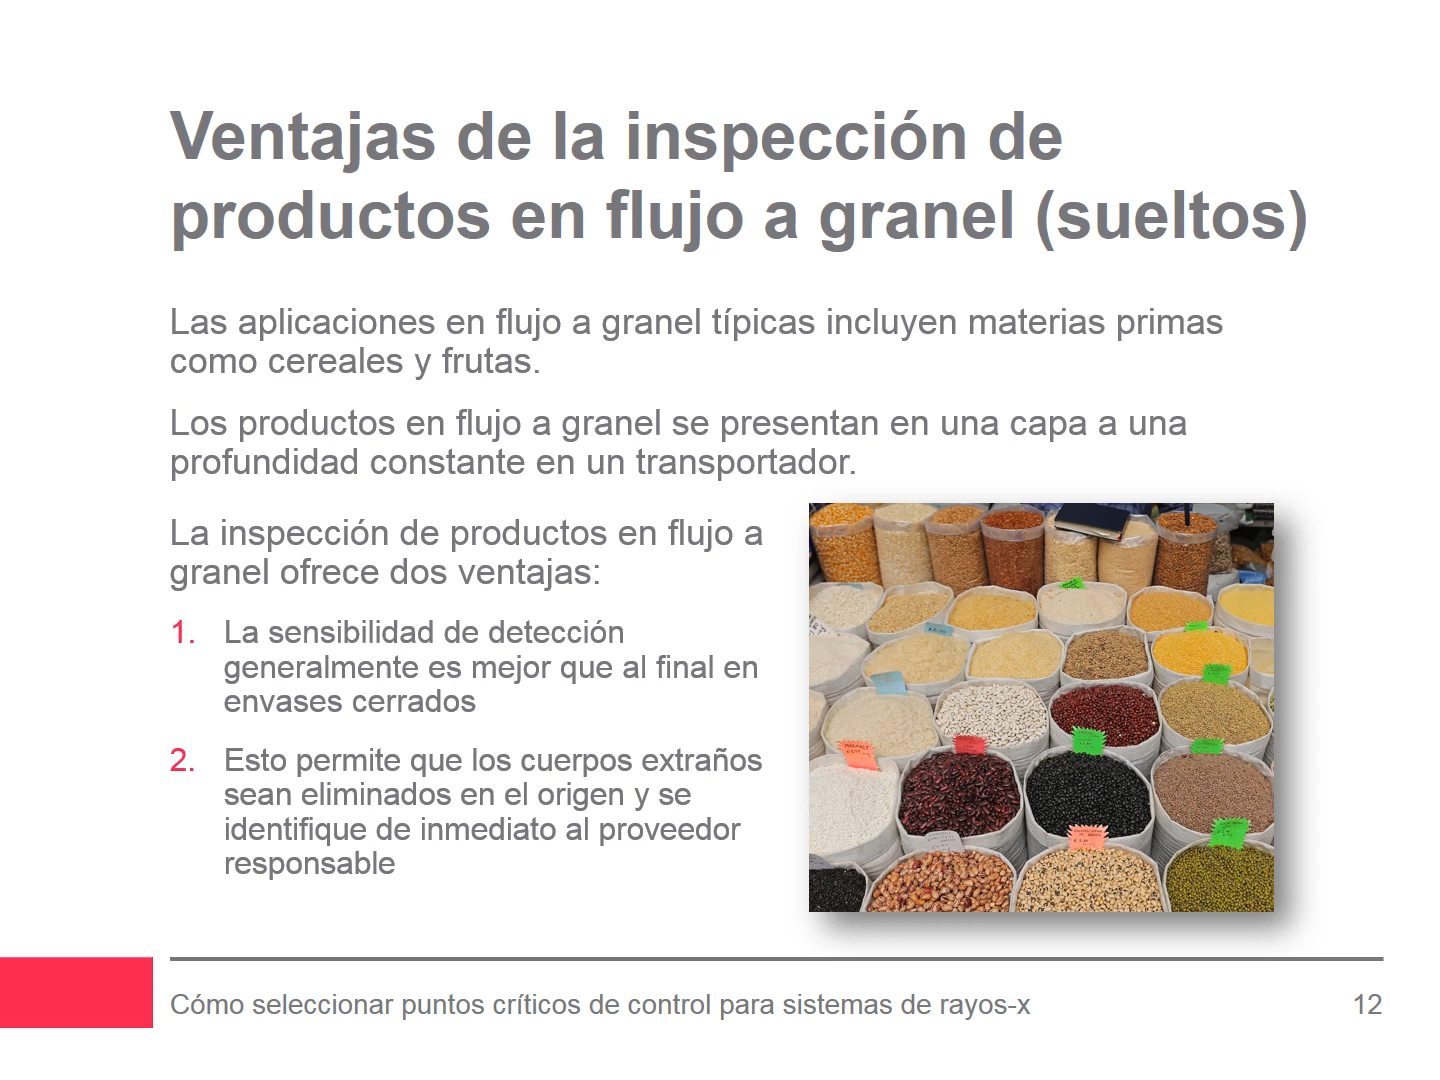 Ventajas de la inspección de
productos en flujo a granel (sueltos)
Las aplicaciones en flujo a granel típicas incluyen materias primas
como cereales y frutas.
Los productos en flujo a granel se presentan en una capa a una
profundidad constante en un transportador.
La inspección de productos en flujo a
granel ofrece dos ventajas:
1. La sensibilidad de detección
generalmente es mejor que al final en
envases cerrados
2. Esto permite que los cuerpos extraños
sean eliminados en el origen y se
identifique de inmediato al proveedor
responsable
Cómo seleccionar puntos críticos de control para sistemas de rayos-x
12